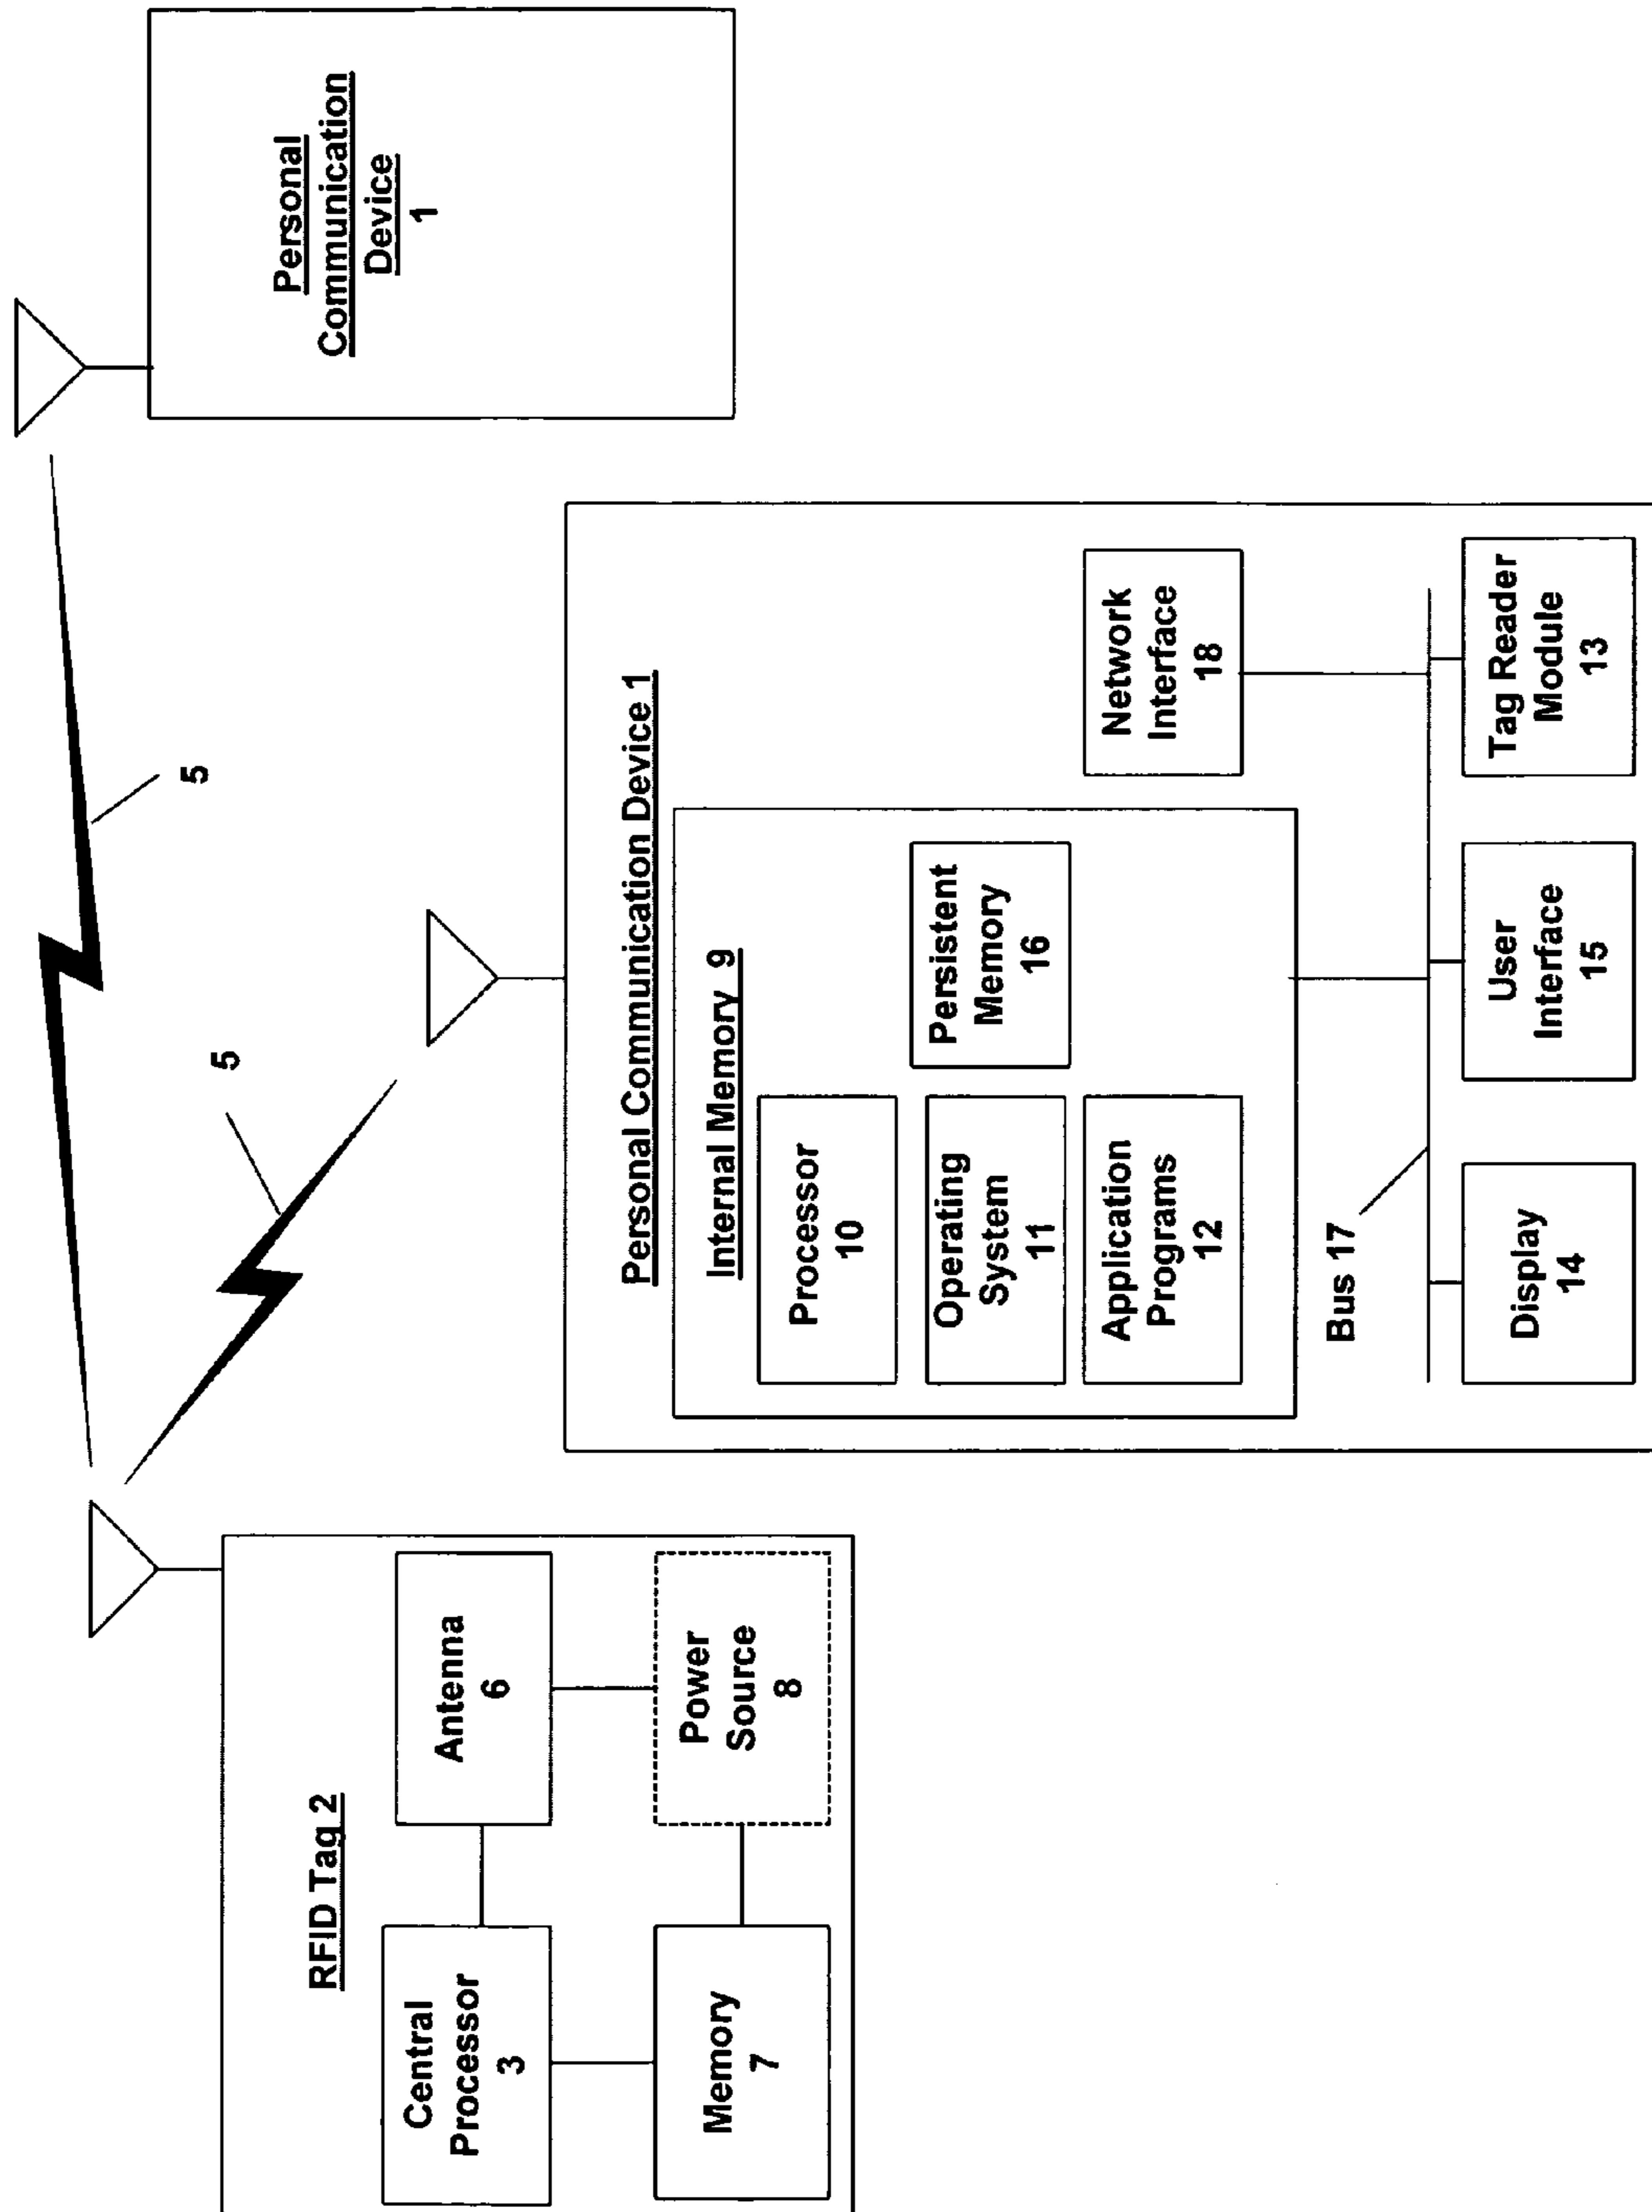 RFID Tag 2
Central
Processor
3
Antenna
6
Memory
7
Power
Source
8
5
5
Personal Communication Device 1
Internal Memory 9
Processor
10
Operating
System
11
Application
Programs
12
Persistent
Memory
16
Network
Interface
18
Bus 17
Display
14
User
Interface
15
Tag Reader
Module
13
Personal
Communication
Device
1